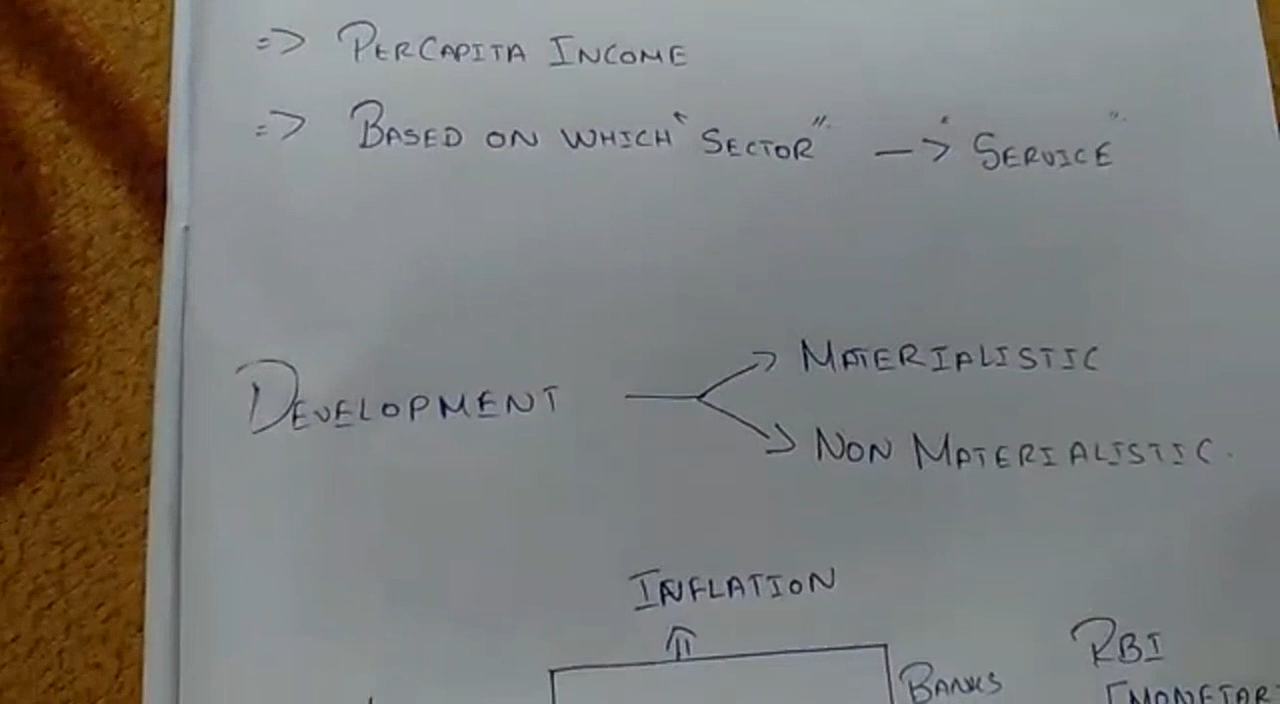 => PERCAPITA INCOME
=> BASED ON WHICH "SECTOR" —> "SERVICE"
DEVELOPMENT
MATERIALISTIC
NON MATERIALISTIC.
INFLATION
RBI
BANKS